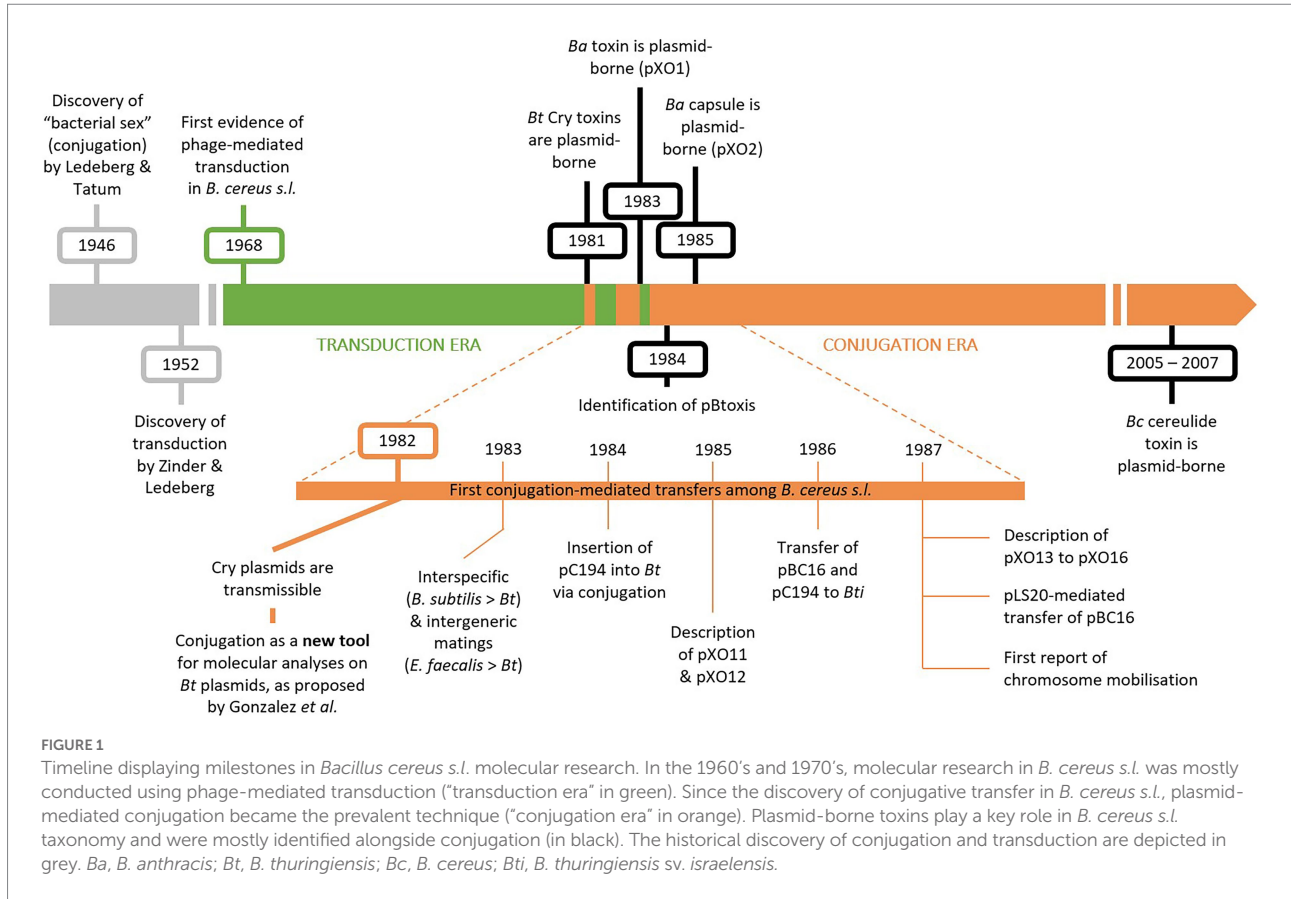 Discovery of
"bacterial sex"
(conjugation)
by Ledeberg &
Tatum
1946
First evidence of
phage-mediated
transduction
in B. cereus s.l.
1968
Bt Cry toxins
are plasmid-
borne
1981
Ba toxin is plasmid-
borne (pXO1)
1983
Ba capsule is
plasmid-
borne (pXO2)
1985
1952
Discovery of
transduction
by Zinder &
Ledeberg
TRANSDUCTION ERA
1984
Identification of pBtoxis
CONJUGATION ERA
2005 – 2007
Bc cereulide
toxin is
plasmid-borne
1982
1983
1984
1985
1986
1987
First conjugation-mediated transfers among B. cereus s.l.
Cry plasmids are
transmissible
Conjugation as a new tool
for molecular analyses on
Bt plasmids, as proposed
by Gonzalez et al.
Interspecific
(B. subtilis > Bt)
& intergeneric
matings
(E. faecalis > Bt)
Insertion of
pC194 into Bt
via conjugation
Description
of pXO11
& pXO12
Transfer of
pBC16 and
pC194 to Bti
Description of
pXO13 to pXO16
pLS20-mediated
transfer of pBC16
First report of
chromosome mobilisation
FIGURE 1
Timeline displaying milestones in Bacillus cereus s.l. molecular research. In the 1960's and 1970's, molecular research in B. cereus s.l. was mostly
conducted using phage-mediated transduction ("transduction era" in green). Since the discovery of conjugative transfer in B. cereus s.l., plasmid-
mediated conjugation became the prevalent technique ("conjugation era" in orange). Plasmid-borne toxins play a key role in B. cereus s.l.
taxonomy and were mostly identified alongside conjugation (in black). The historical discovery of conjugation and transduction are depicted in
grey. Ba, B. anthracis; Bt, B. thuringiensis; Bc, B. cereus; Bti, B. thuringiensis sv. israelensis.